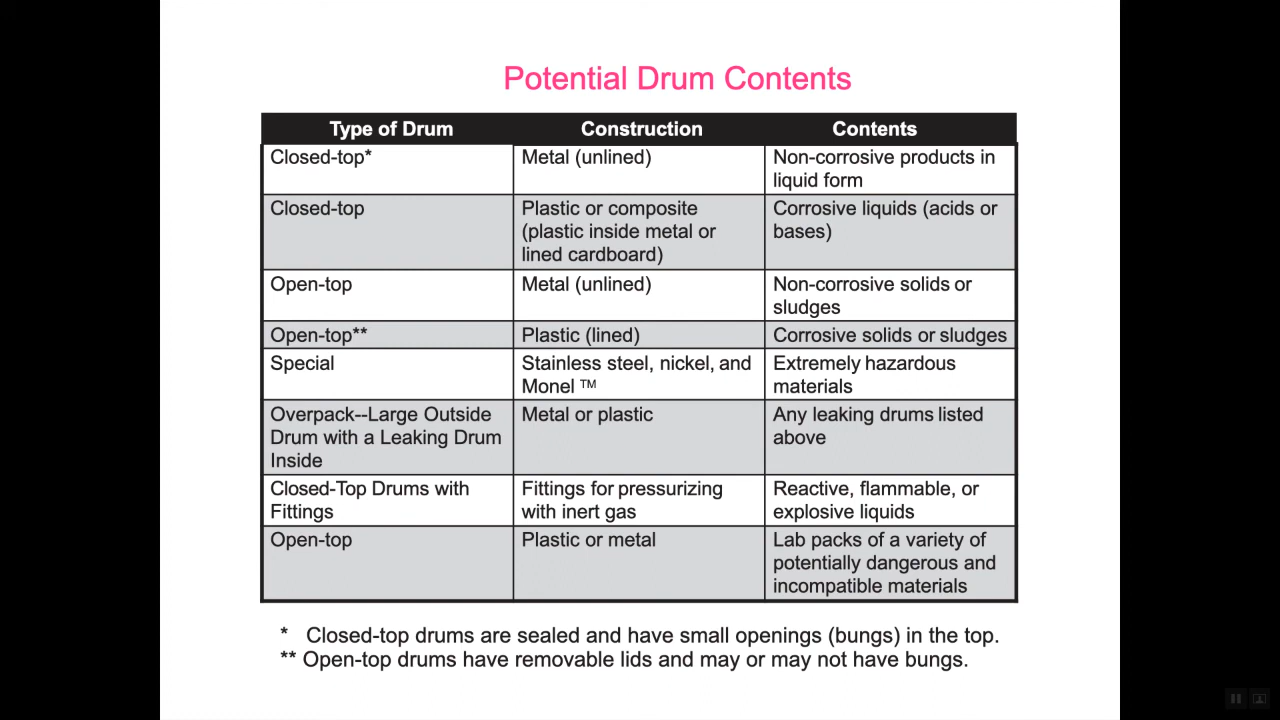 Potential Drum Contents
Type of Drum Construction Contents
Closed-top* Metal (unlined) Non-corrosive products in
liquid form
Closed-top Plastic or composite Corrosive liquids (acids or
(plastic inside metal or bases)
lined cardboard)
Open-top Metal (unlined) Non-corrosive solids or
sludges
Open-top** Plastic (lined) Corrosive solids or sludges
Special Stainless steel, nickel, and Extremely hazardous
Monel ™ materials
Overpack--Large Outside Metal or plastic Any leaking drums listed
Drum with a Leaking Drum above
Inside
Closed-Top Drums with Fittings for pressurizing Reactive, flammable, or
Fittings with inert gas explosive liquids
Open-top Plastic or metal Lab packs of a variety of
potentially dangerous and
incompatible materials
* Closed-top drums are sealed and have small openings (bungs) in the top.
** Open-top drums have removable lids and may or may not have bungs.